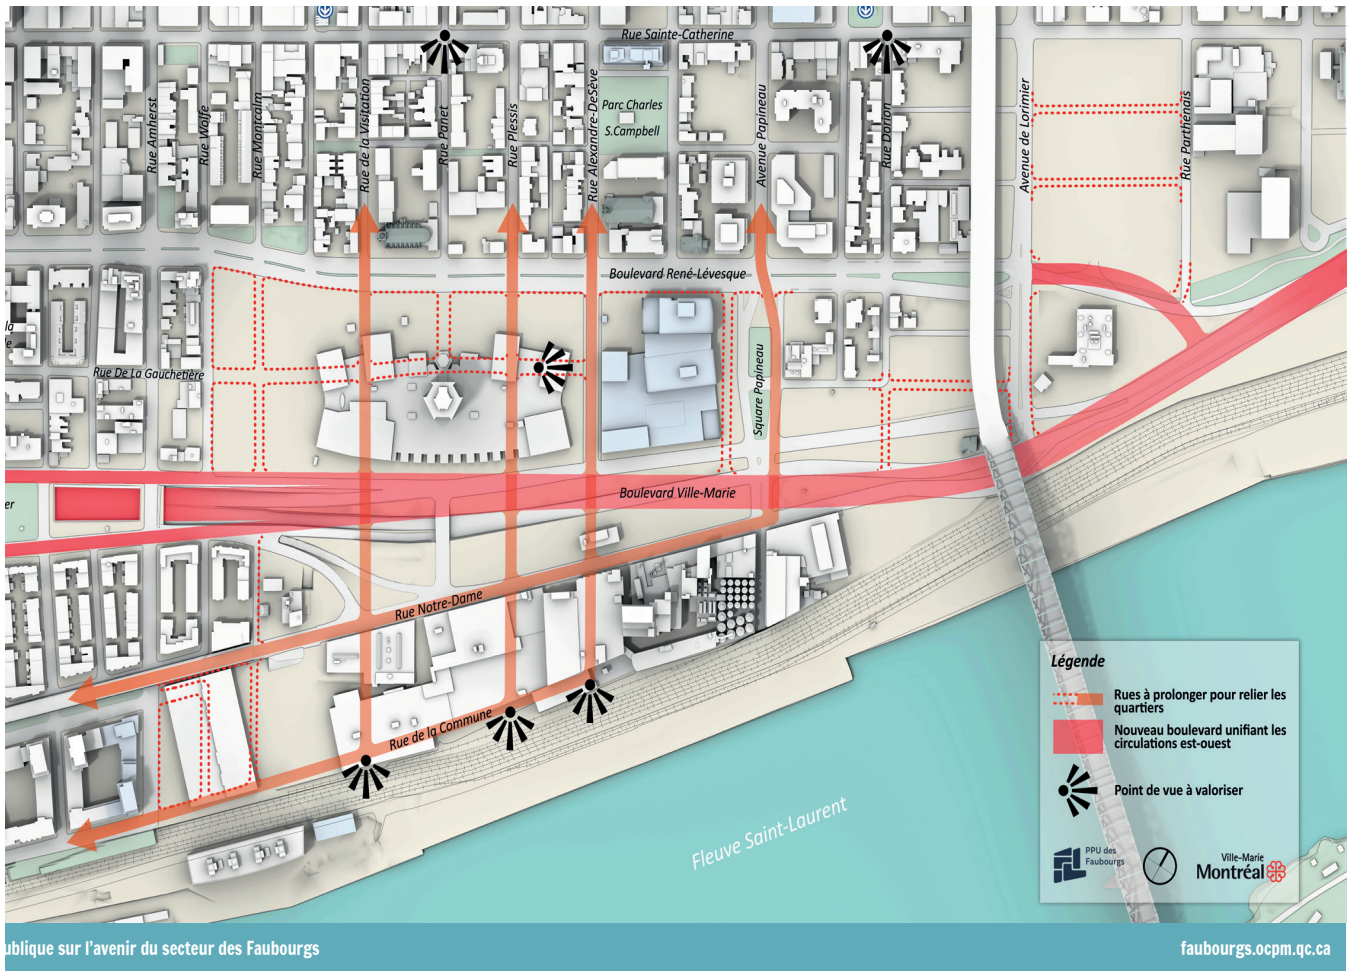 Rue Sainte-Catherine
Rue Amherst
Rue Wolfe
Rue Montcalm
Rue de la Visitation
Rue Panet
Rue Plessis
Rue Alexandre-DeSève
Parc Charles
S.Campbell
Avenue Papineau
Rue Dorion
Avenue de Lorimier
Rue Parthenais
Boulevard René-Lévesque
la
Rue De La Gauchetière
Square Papineau
Boulevard Ville-Marie
er
Rue Notre-Dame
Rue de la Commune
Fleuve Saint-Laurent
Légende
Rues à prolonger pour relier les
quartiers
Nouveau boulevard unifiant les
circulations est-ouest
Point de vue à valoriser
PPU des
Faubourgs
Ville-Marie
Montréal
ublique sur l'avenir du secteur des Faubourgs
faubourgs.ocpm.qc.ca